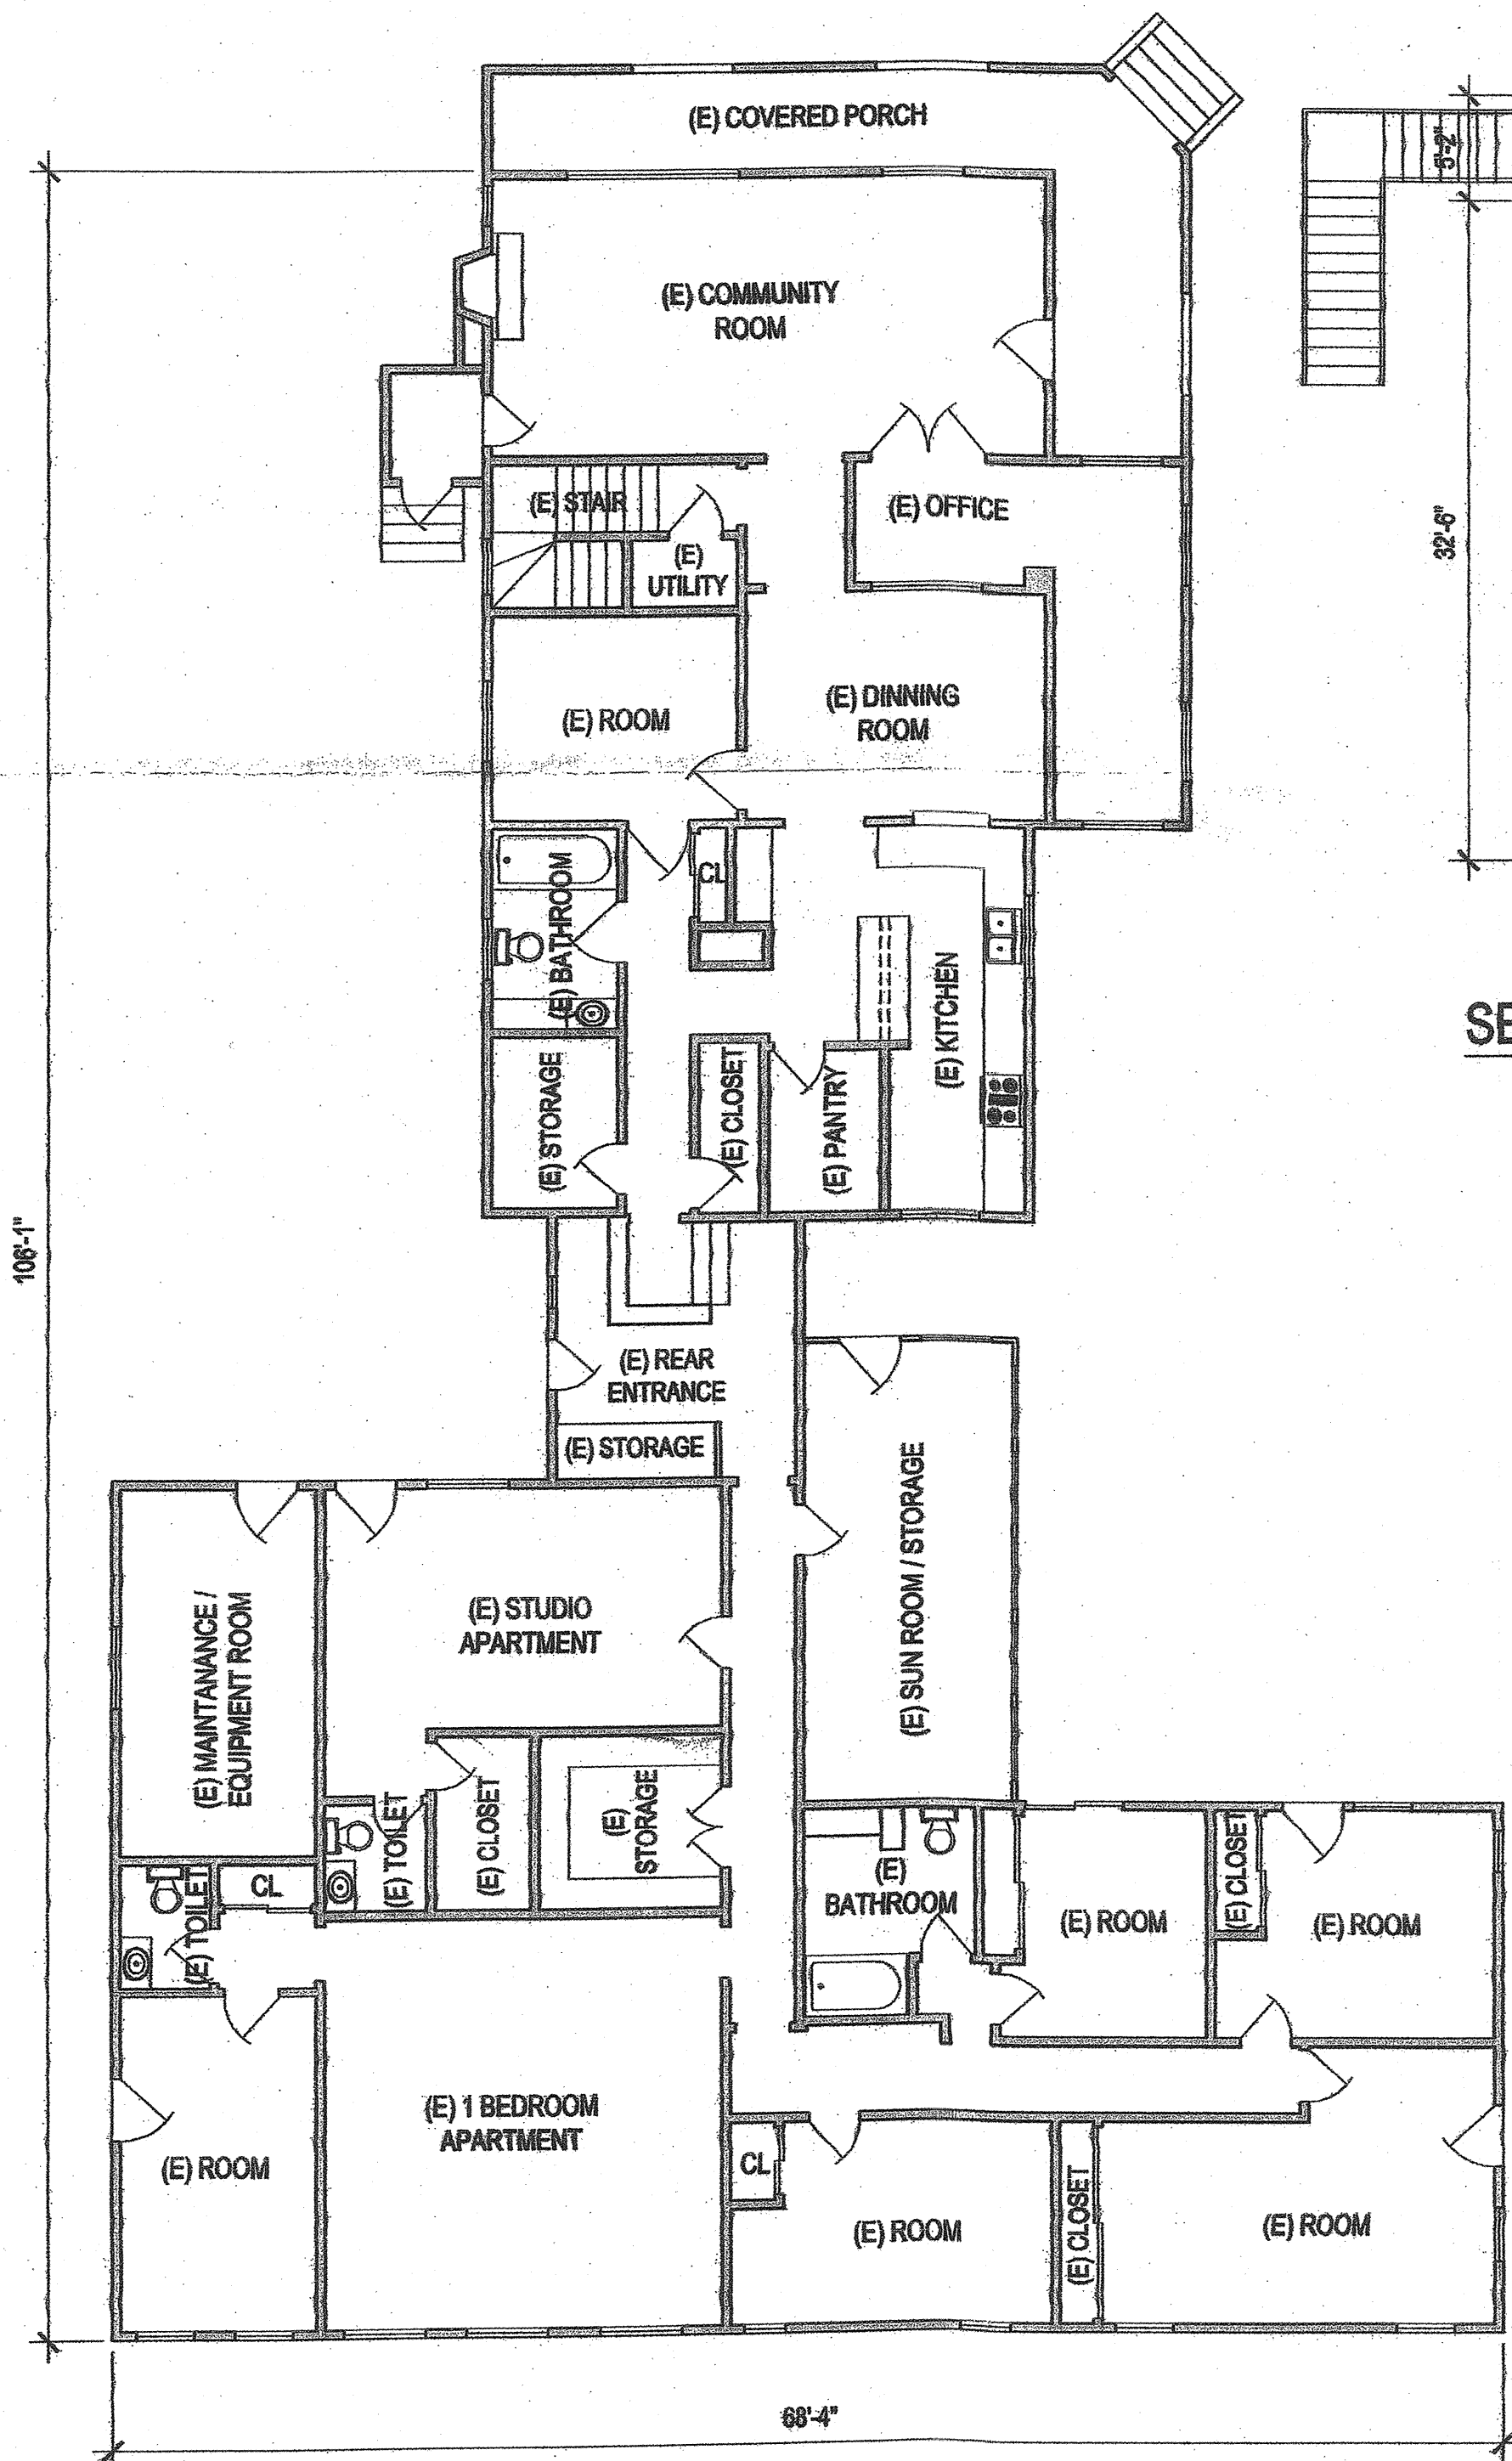 (E) COVERED PORCH
5'-2"
(E) COMMUNITY
ROOM
(E) STAIR
(E) OFFICE
32'-6"
(E)
UTILITY
(E) ROOM
(E) DINNING
ROOM
(E) BATHROOM
CL
(E) KITCHEN
SE
(E) STORAGE
(E) CLOSET
(E) PANTRY
106'-1"
(E) REAR
ENTRANCE
(E) STORAGE
(E) MAINTANANCE /
EQUIPMENT ROOM
(E) STUDIO
APARTMENT
(E) SUN ROOM / STORAGE
(E) TOILET
(E) CLOSET
(E)
STORAGE
(E) TOILET
CL
(E)
BATHROOM
(E) ROOM
(E) CLOSET
(E) ROOM
(E) ROOM
(E) 1 BEDROOM
APARTMENT
CL
(E) ROOM
(E) CLOSET
(E) ROOM
68'-4"